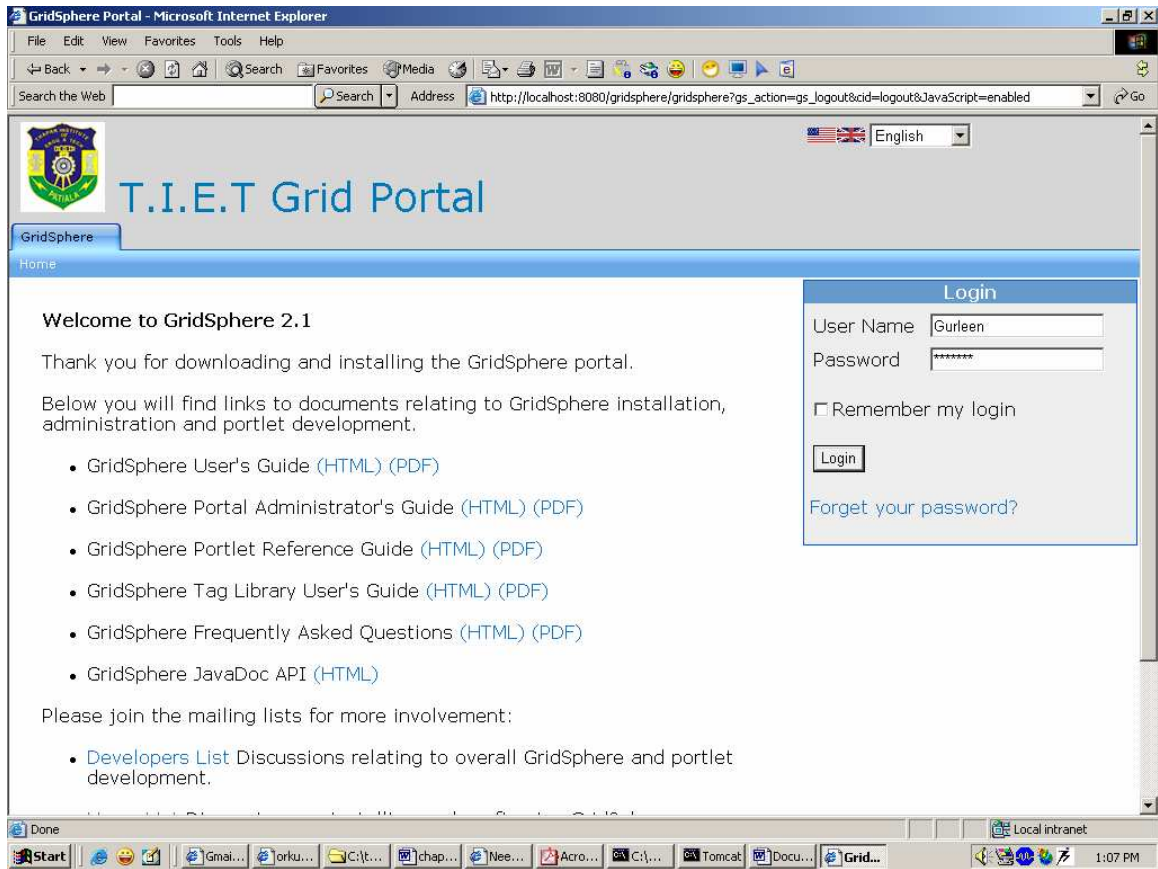 GridSphere Portal - Microsoft Internet Explorer
File Edit View Favorites Tools Help
Back Search Favorites Media
Search the Web Search Address http://localhost:8080/gridsphere/gridsphere?gs_action=gs_logout&cid=logout&JavaScript=enabled Go
PATIALA
English
T.I.E.T Grid Portal
GridSphere
Home
Welcome to GridSphere 2.1
Thank you for downloading and installing the GridSphere portal.
Below you will find links to documents relating to GridSphere installation,
administration and portlet development.
• GridSphere User's Guide (HTML) (PDF)
• GridSphere Portal Administrator's Guide (HTML) (PDF)
• GridSphere Portlet Reference Guide (HTML) (PDF)
• GridSphere Tag Library User's Guide (HTML) (PDF)
• GridSphere Frequently Asked Questions (HTML) (PDF)
• GridSphere JavaDoc API (HTML)
Please join the mailing lists for more involvement:
• Developers List Discussions relating to overall GridSphere and portlet
development.
Login
User Name Gurleen
Password *******
Remember my login
Login
Forget your password?
Done Local intranet
Start Gmai... orku... C:\t... chap... Nee... Acro... C:\... Tomcat Docu... Grid... 1:07 PM